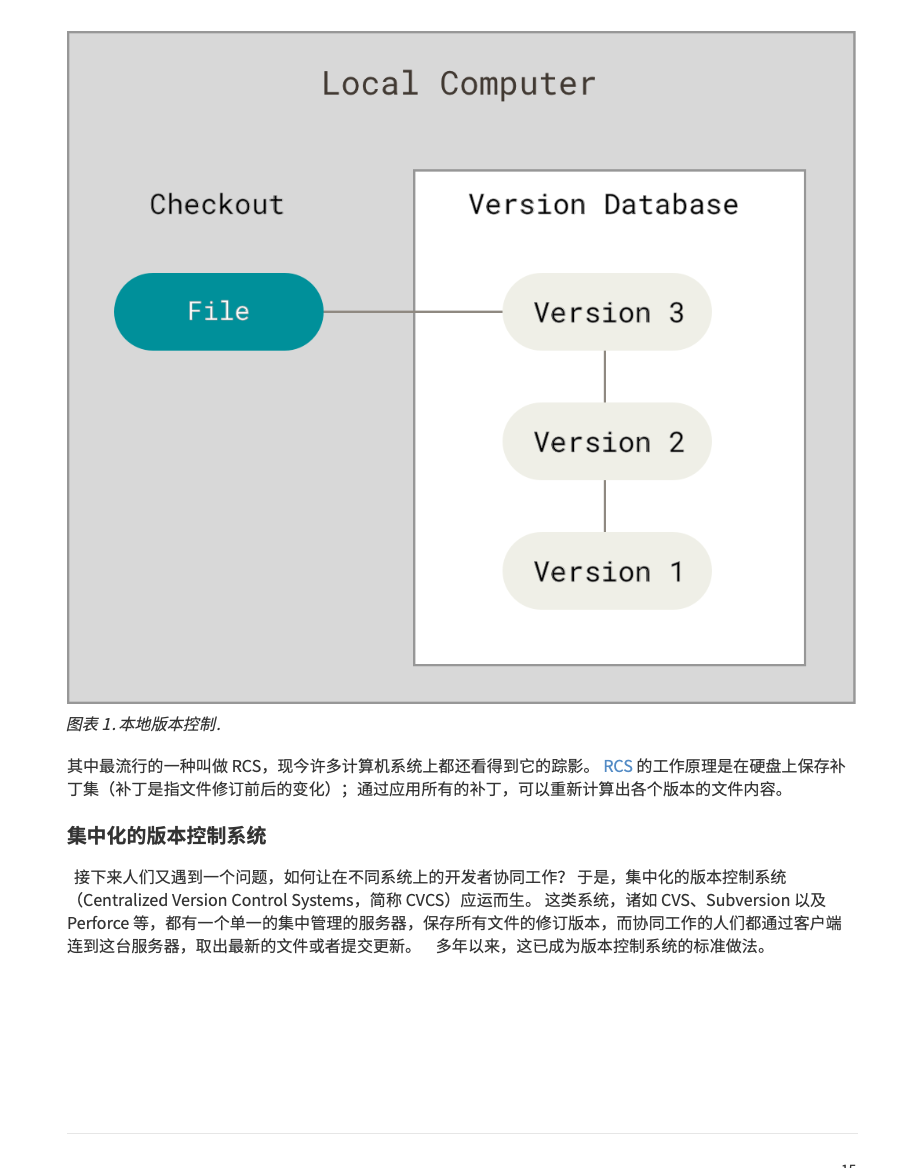 Local Computer
Checkout
Version Database
File
Version 3
Version 2
Version 1
图表 1. 本地版本控制.
其中最流行的一种叫做 RCS，现今许多计算机系统上都还看得到它的踪影。 RCS 的工作原理是在硬盘上保存补
丁集（补丁是指文件修订前后的变化）；通过应用所有的补丁，可以重新计算出各个版本的文件内容。
集中化的版本控制系统
接下来人们又遇到一个问题，如何让在不同系统上的开发者协同工作？ 于是，集中化的版本控制系统
（Centralized Version Control Systems，简称 CVCS）应运而生。 这类系统，诸如 CVS、Subversion 以及
Perforce 等，都有一个单一的集中管理的服务器，保存所有文件的修订版本，而协同工作的人们都通过客户端
连到这台服务器，取出最新的文件或者提交更新。 多年以来，这已成为版本控制系统的标准做法。